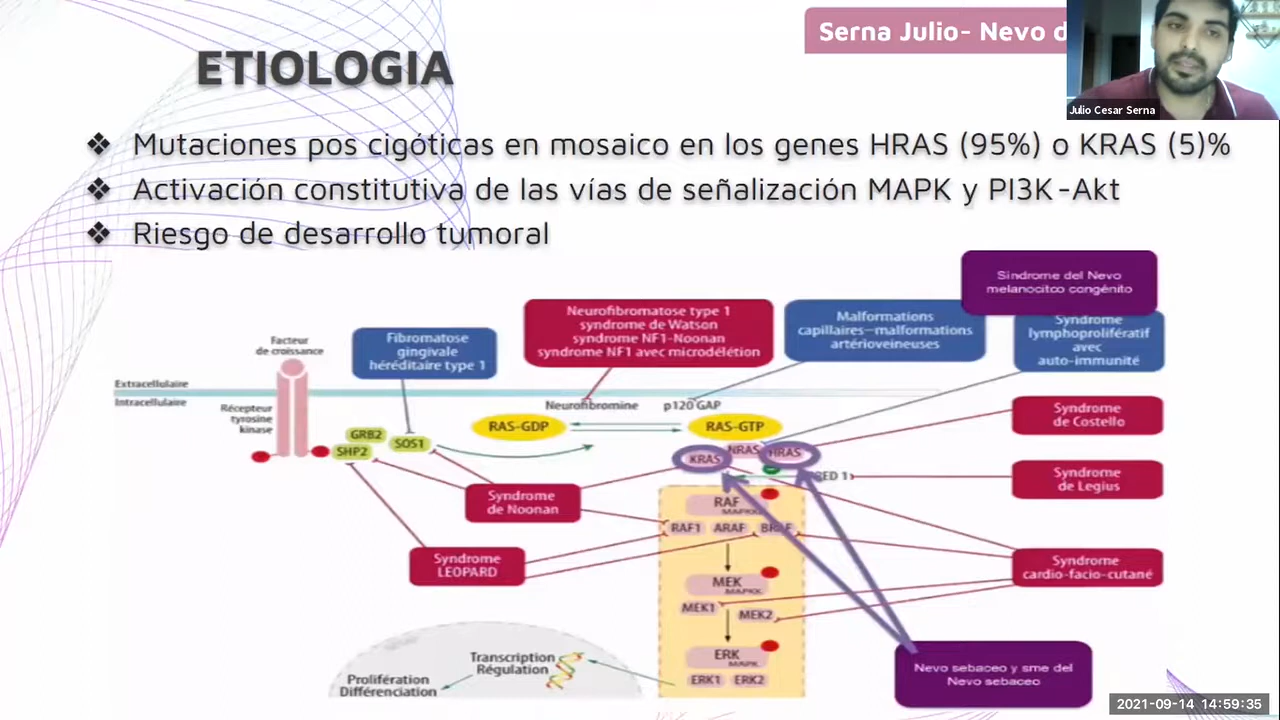 Serna Julio- Nevo d
Julio Cesar Serna
ETIOLOGIA
❖ Mutaciones pos cigóticas en mosaico en los genes HRAS (95%) o KRAS (5)%
❖ Activación constitutiva de las vías de señalización MAPK y PI3K-Akt
❖ Riesgo de desarrollo tumoral
Sindrome del Nevo
melanocitco congénito
Neurofibromatose type 1
syndrome de Watson
syndrome NF1-Noonan
syndrome NF1 avec microdélétion
Malformations
capillaires—malformations
artérioveineuses
Syndrome
lymphoprolifératif
avec
auto-immunité
Facteur
de croissance
Fibromatose
gingivale
héréditaire type 1
Extracellulaire
Intracellulaire
Neurofibromine
p120 GAP
Récepteur
tyrosine
kinase
RAS-GDP
RAS-GTP
GRB2
SHP2
SOS1
KRAS
NRAS
HRAS
Syndrome
de Costello
Syndrome
de Legius
Syndrome
de Noonan
RAF
RAF1
ARAF
Syndrome
LEOPARD
Syndrome
cardio-facio-cutané
MEK
MAPKK
MEK1
MEK2
ERK
MAPK
ERK1
ERK2
Transcription
Régulation
Prolifération
Différenciation
Nevo sebaceo y sme del
Nevo sebaceo
2021-09-14 14:59:35